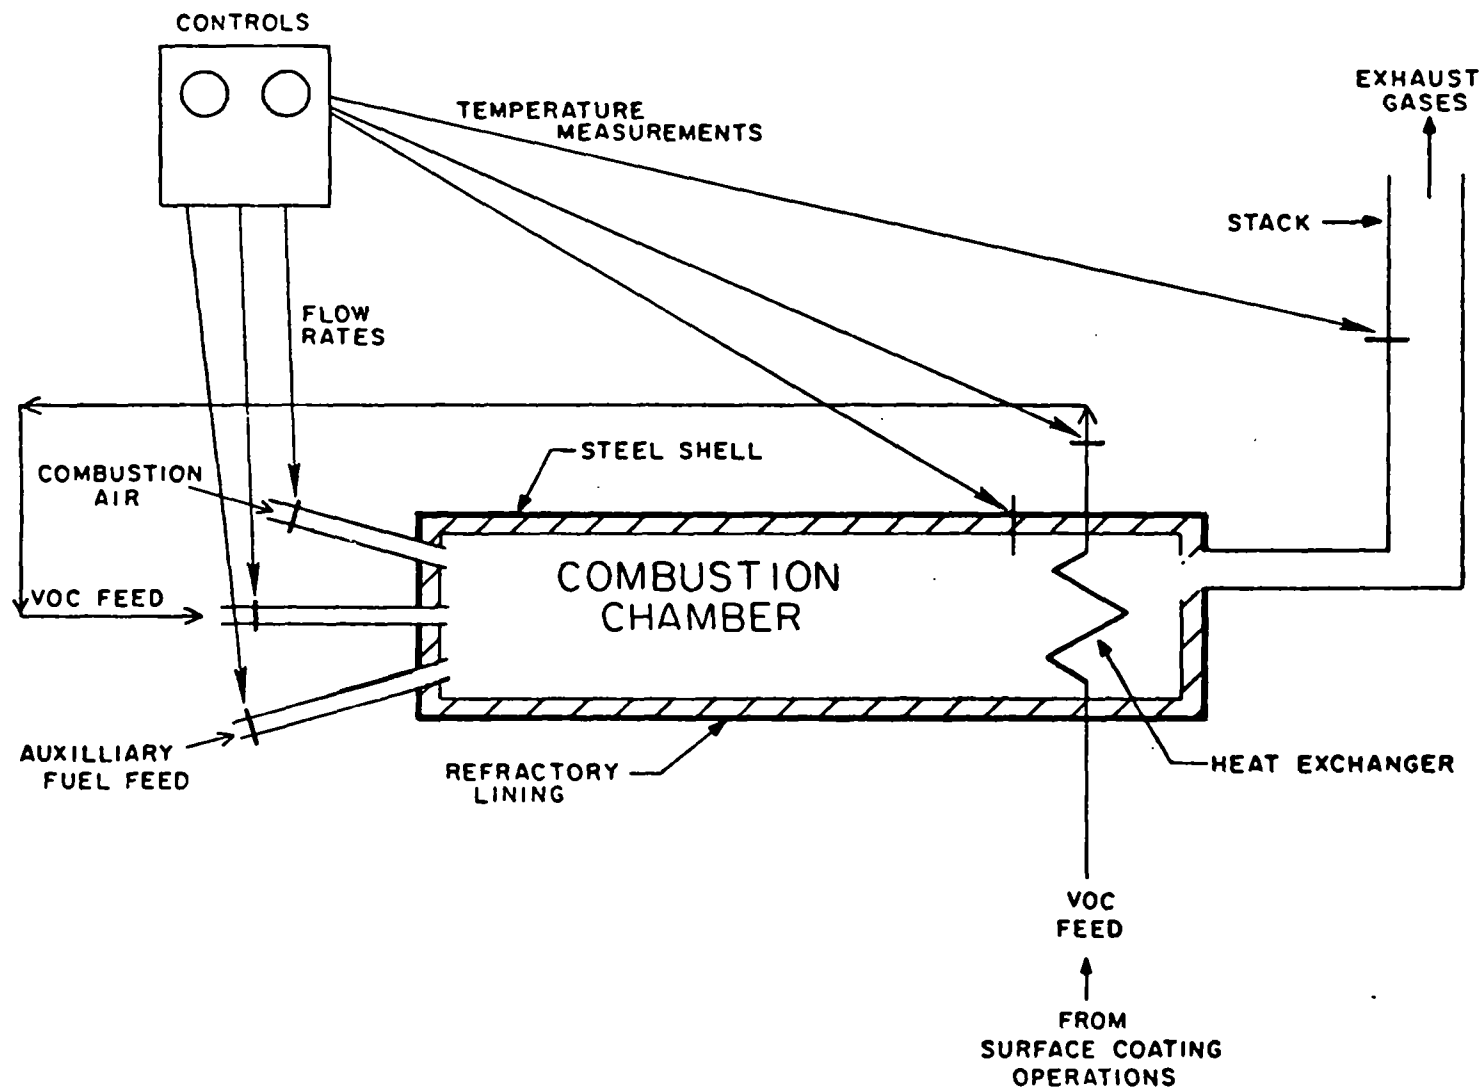 CONTROLS
TEMPERATURE
MEASUREMENTS
EXHAUST
GASES
STACK
FLOW
RATES
STEEL SHELL
COMBUSTION
AIR
COMBUSTION
CHAMBER
VOC FEED
AUXILLIARY
FUEL FEED
REFRACTORY
LINING
HEAT EXCHANGER
VOC
FEED
FROM
SURFACE COATING
OPERATIONS